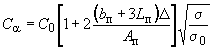 Cα = C0 [ 1 + 2 (bп + 3Lп)Δ / Aп ] √(σ / σ0)